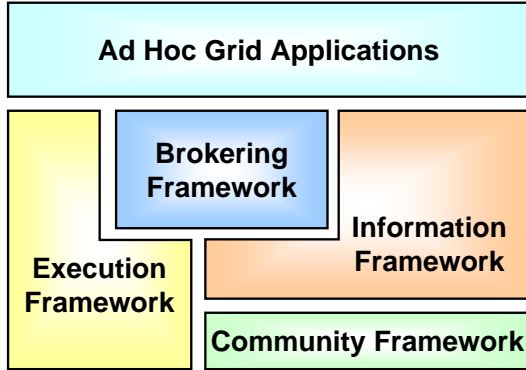 Ad Hoc Grid Applications
Brokering
Framework
Information
Framework
Execution
Framework
Community Framework